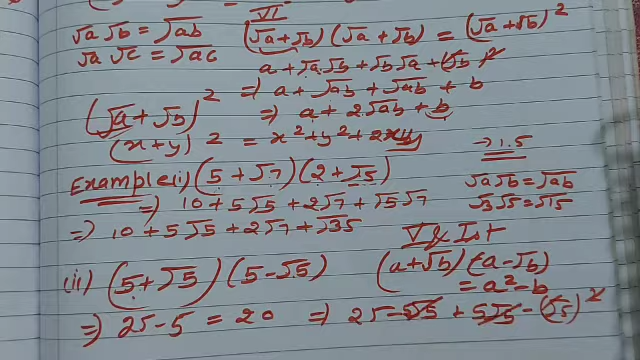 VI
√a √b = √ab
(√a + √b) (√a + √b) = (√a + √b)²
√a √c = √ac
a + √a.√b + √b √a + (√b)²
⇒ a + √ab + √ab + b
(√a + √b)²
⇒ a + 2√ab + b
(x + y)² = x² + y² + 2xy
→ 1.5
Example (i) (5 + √7) (2 + √5)
√a √b = √ab
⇒ 10 + 5√5 + 2√7 + √5 √7
√3 √5 = √15
⇒ 10 + 5√5 + 2√7 + √35
V & Ist
(ii) (5 + √5) (5 - √5)
(a + √b) (a - √b)
= a² - b
⇒ 25 - 5 = 20 ⇒ 25 - 5√5 + 5√5 - (√5)²